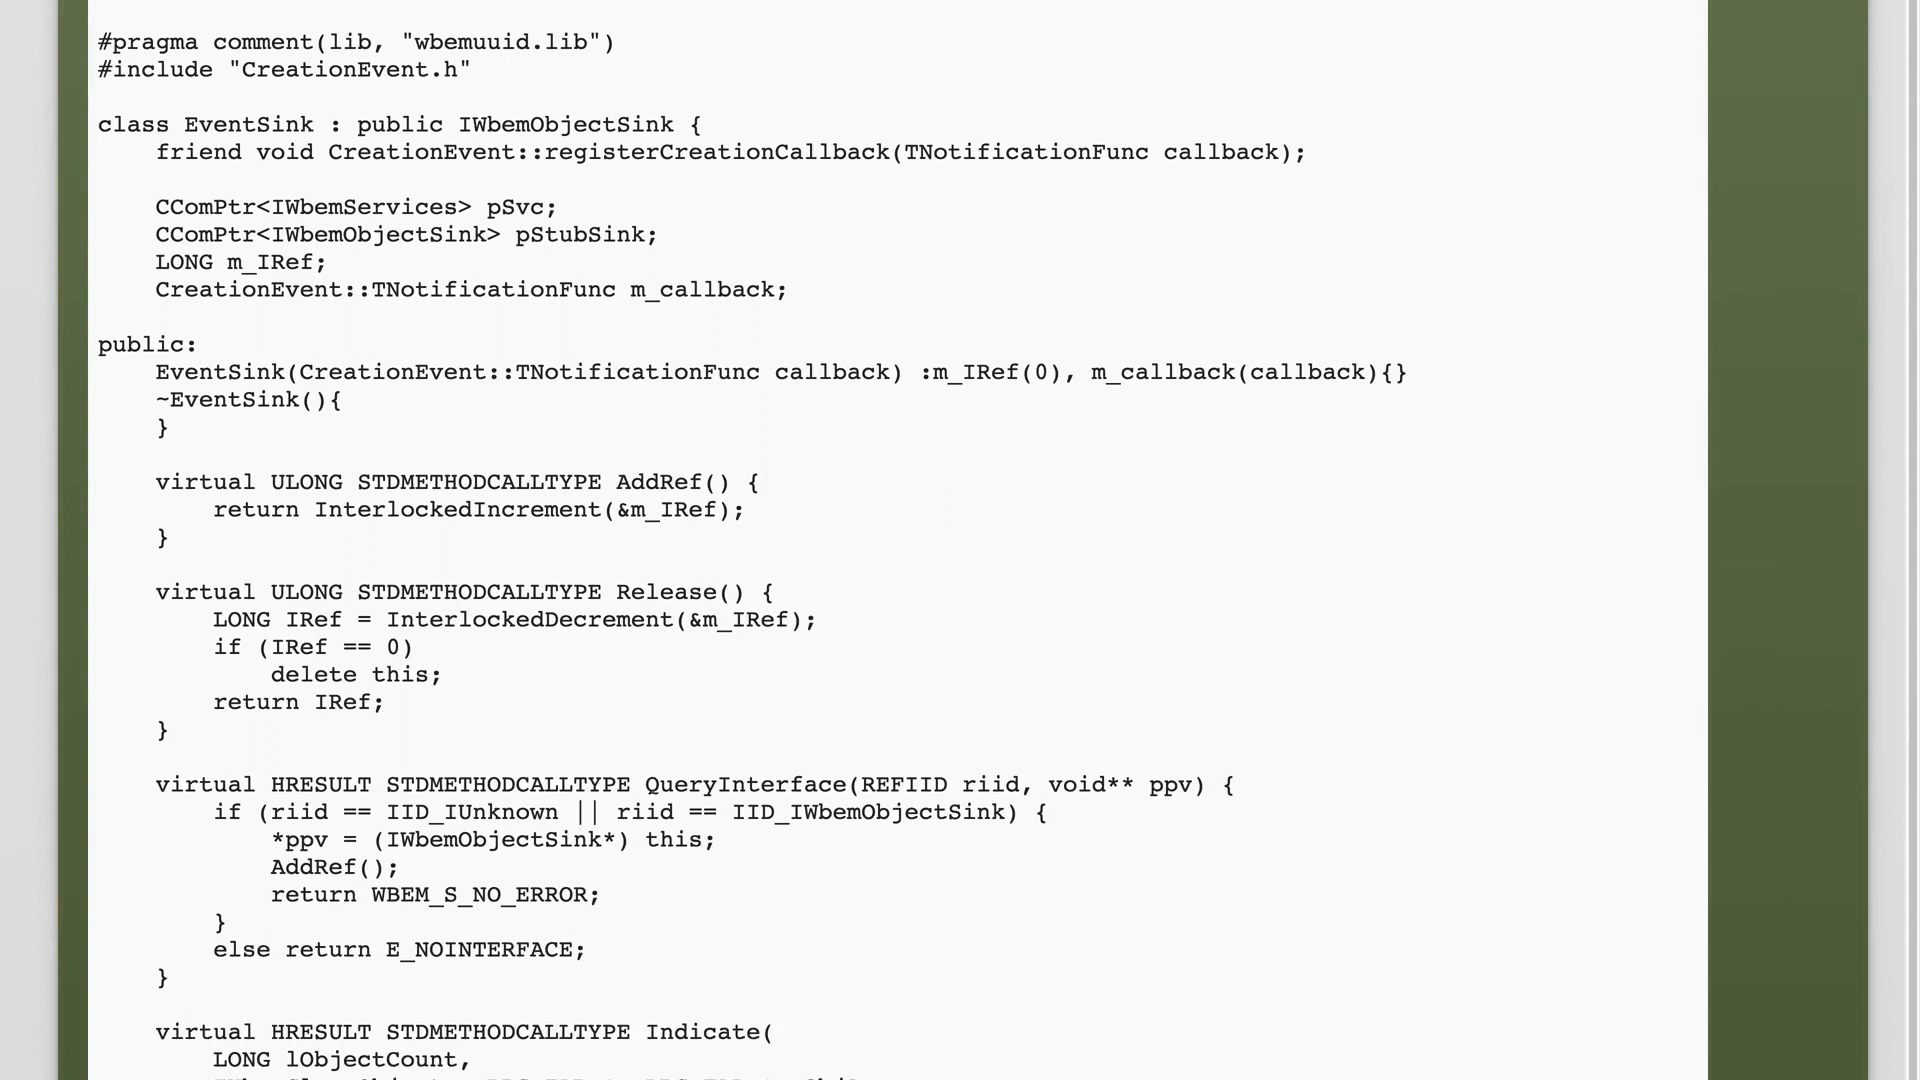 #pragma comment(lib, "wbemuuid.lib")
#include "CreationEvent.h"
class EventSink : public IWbemObjectSink {
friend void CreationEvent::registerCreationCallback(TNotificationFunc callback);
CComPtr<IWbemServices> pSvc;
CComPtr<IWbemObjectSink> pStubSink;
LONG m_IRef;
CreationEvent::TNotificationFunc m_callback;
public:
EventSink(CreationEvent::TNotificationFunc callback) :m_IRef(0), m_callback(callback){}
~EventSink(){
}
virtual ULONG STDMETHODCALLTYPE AddRef() {
return InterlockedIncrement(&m_IRef);
}
virtual ULONG STDMETHODCALLTYPE Release() {
LONG IRef = InterlockedDecrement(&m_IRef);
if (IRef == 0)
delete this;
return IRef;
}
virtual HRESULT STDMETHODCALLTYPE QueryInterface(REFIID riid, void** ppv) {
if (riid == IID_IUnknown || riid == IID_IWbemObjectSink) {
*ppv = (IWbemObjectSink*) this;
AddRef();
return WBEM_S_NO_ERROR;
}
else return E_NOINTERFACE;
}
virtual HRESULT STDMETHODCALLTYPE Indicate(
LONG lObjectCount,